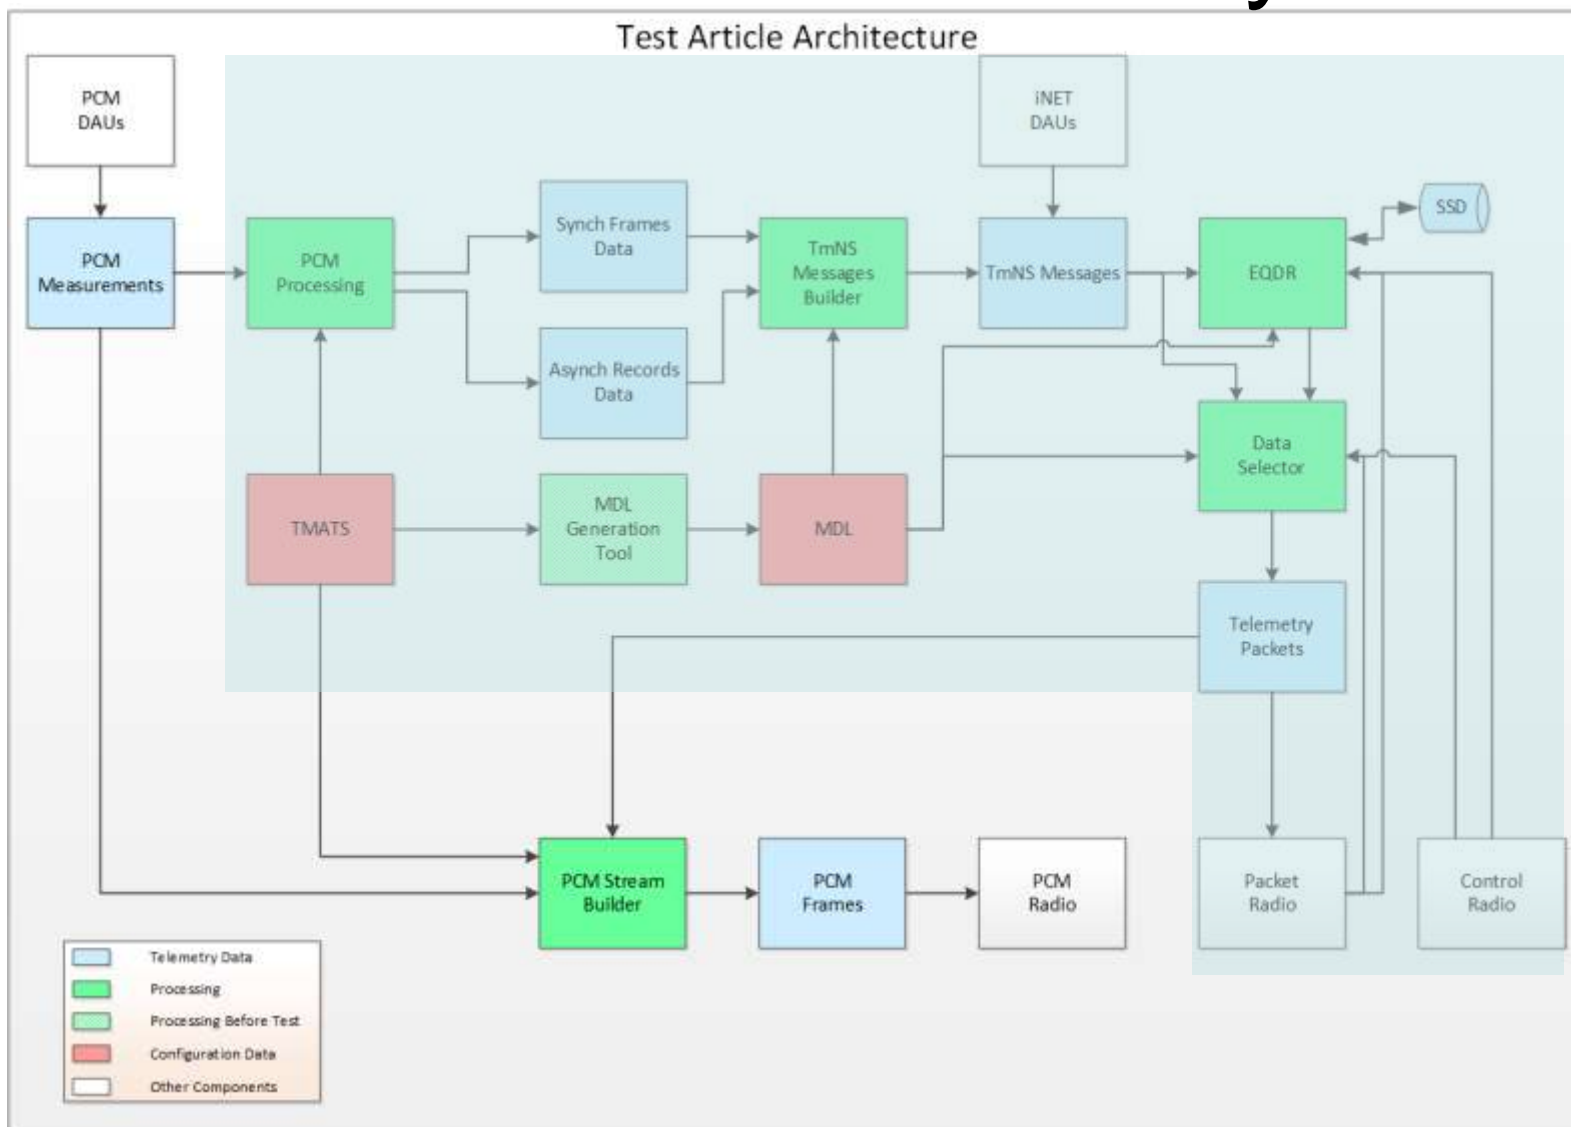 Test Article Architecture
PCM
DAUs
iNET
DAUs
PCM
Measurements
PCM
Processing
Synch Frames
Data
TmNS
Messages
Builder
TmNS Messages
EQDR
SSD
Asynch Records
Data
Data
Selector
TMATS
MDL
Generation
Tool
MDL
Telemetry
Packets
PCM Stream
Builder
PCM
Frames
PCM
Radio
Packet
Radio
Control
Radio
Telemetry Data
Processing
Processing Before Test
Configuration Data
Other Components